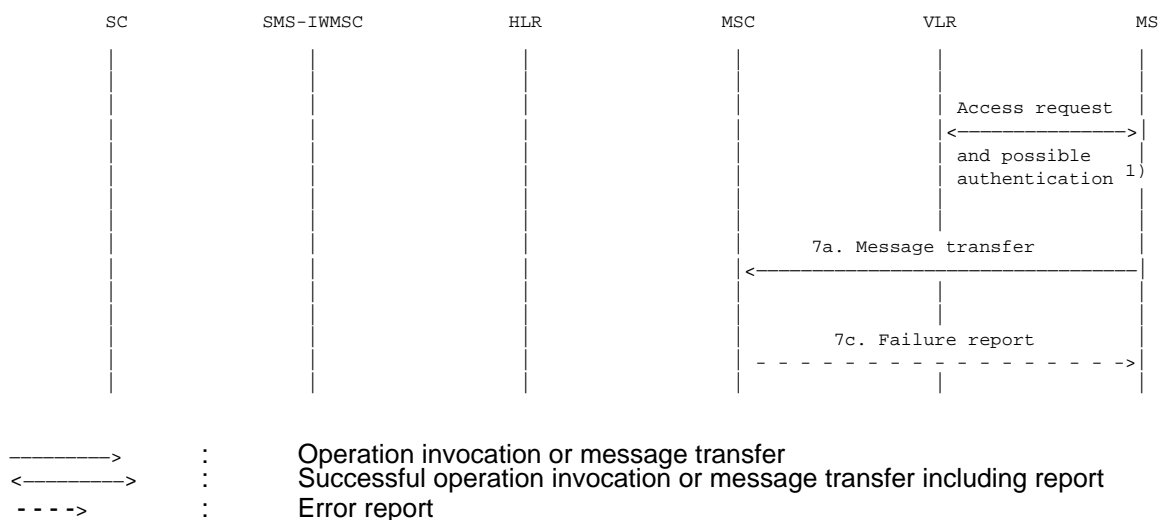 SC SMS-IWMSC HLR MSC VLR MS
Access request
<–––––––––––––––>
and possible
authentication 1)
7a. Message transfer
<––––––––––––––––––––––––––––––––––
7c. Failure report
- - - - - - - - - - - - - - - - - ->
–––––––––> : Operation invocation or message transfer
<–––––––––> : Successful operation invocation or message transfer including report
- - - -> : Error report